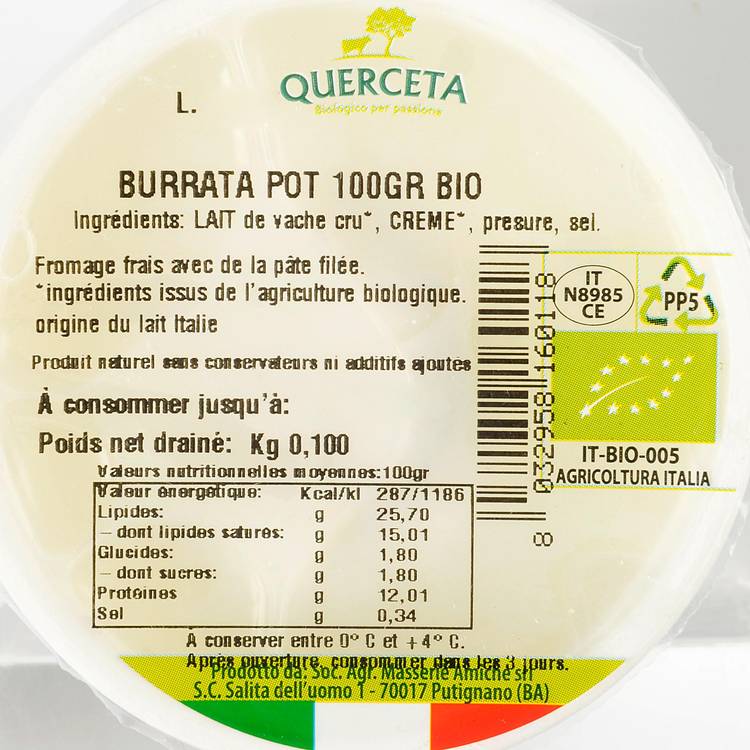 QUERCETA
Biologico per passione
L.
BURRATA POT 100GR BIO
Ingrédients: LAIT de vache cru*, CREME*, presure, sel.
Fromage frais avec de la pâte filée.
*ingrédients issus de l'agriculture biologique.
origine du lait Italie
Produit naturel sans conservateurs ni additifs ajoutés
À consommer jusqu'à:
Poids net drainé: Kg 0,100
Valeurs nutritionnelles moyennes:100gr
Valeur énergétique: Kcal/kl 287/1186
Lipides: g 25,70
– dont lipides saturés: g 15,01
Glucides: g 1,80
– dont sucres: g 1,80
Protéines g 12,01
Sel g 0,34
À conserver entre 0° C et +4° C.
Après ouverture, consommer dans les 3 jours.
Prodotto da: Soc. Agr. Masserie Amiche srl
S.C. Salita dell'uomo 1 - 70017 Putignano (BA)
8 032958 160118
IT
N8985
CE
PP5
IT-BIO-005
AGRICOLTURA ITALIA